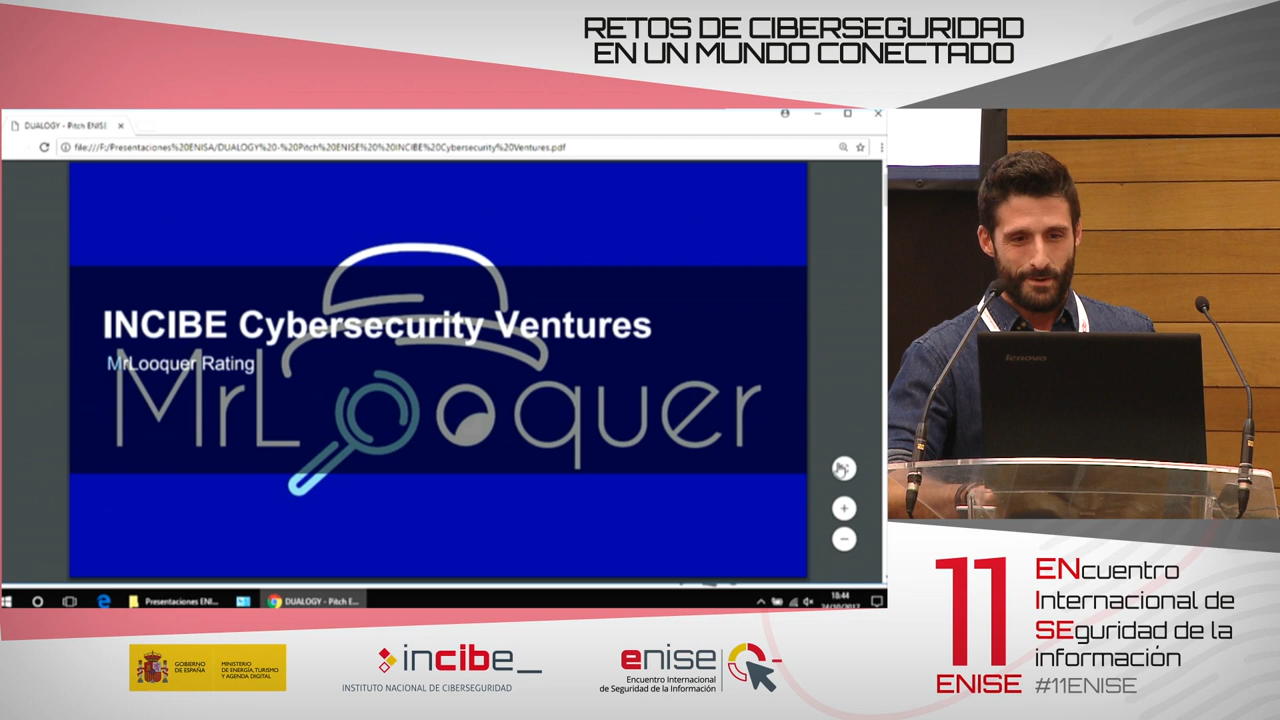 RETOS DE CIBERSEGURIDAD
EN UN MUNDO CONECTADO
DUALOGY - Pitch ENISE
file:///F:/Presentaciones%20ENISA/DUALOGY%20-%20Pitch%20ENISE%20%20INCIBE%20Cybersecurity%20Ventures.pdf
INCIBE Cybersecurity Ventures
MrLooquer Rating
MrLooquer
lenovo
Presentaciones ENI...
DUALOGY - Pitch E...
18:44
24/10/2017
GOBIERNO
DE ESPAÑA
MINISTERIO
DE ENERGÍA, TURISMO
Y AGENDA DIGITAL
incibe_
INSTITUTO NACIONAL DE CIBERSEGURIDAD
enise
Encuentro Internacional
de Seguridad de la Información
11
ENISE
ENcuentro
Internacional de
SEguridad de la
información
#11ENISE